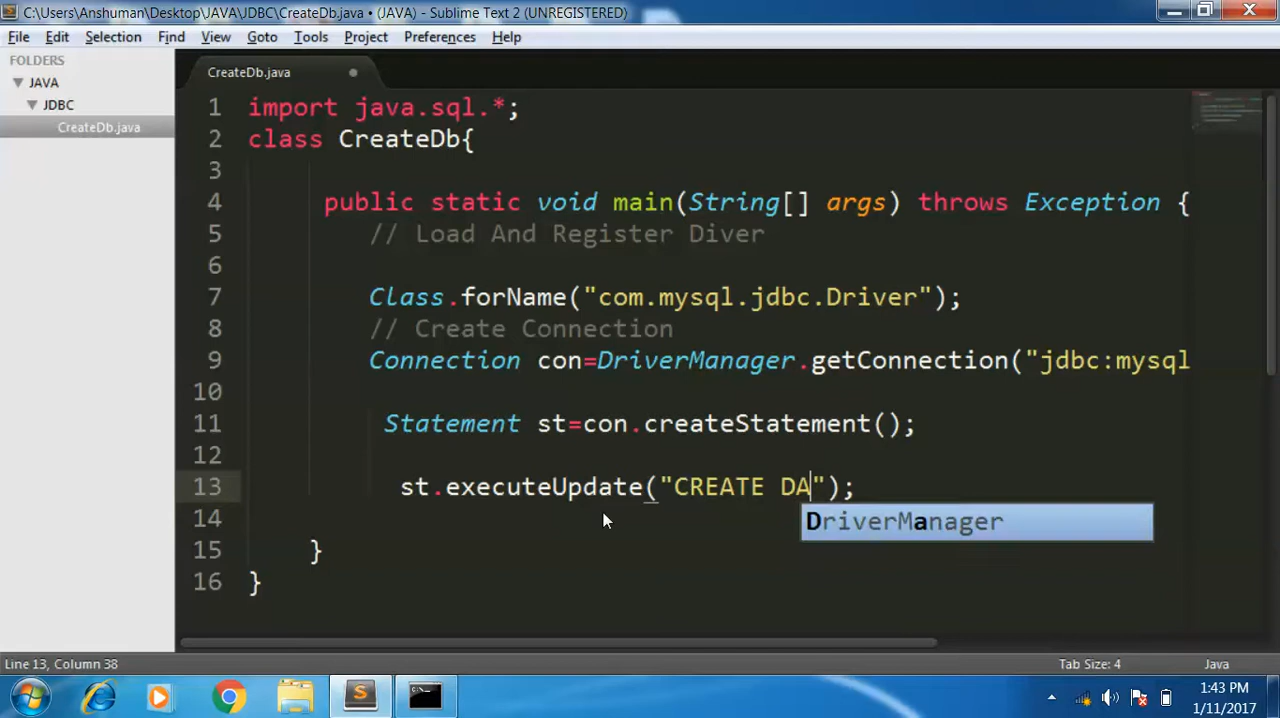 C:\Users\Anshuman\Desktop\JAVA\JDBC\CreateDb.java • (JAVA) - Sublime Text 2 (UNREGISTERED)
File Edit Selection Find View Goto Tools Project Preferences Help
FOLDERS
JAVA
JDBC
CreateDb.java
CreateDb.java
1 import java.sql.*;
2 class CreateDb{
3
4 public static void main(String[] args) throws Exception {
5 // Load And Register Diver
6
7 Class.forName("com.mysql.jdbc.Driver");
8 // Create Connection
9 Connection con=DriverManager.getConnection("jdbc:mysql
10
11 Statement st=con.createStatement();
12
13 st.executeUpdate("CREATE DA");
DriverManager
14
15 }
16 }
Line 13, Column 38 Tab Size: 4 Java
1:43 PM
1/11/2017